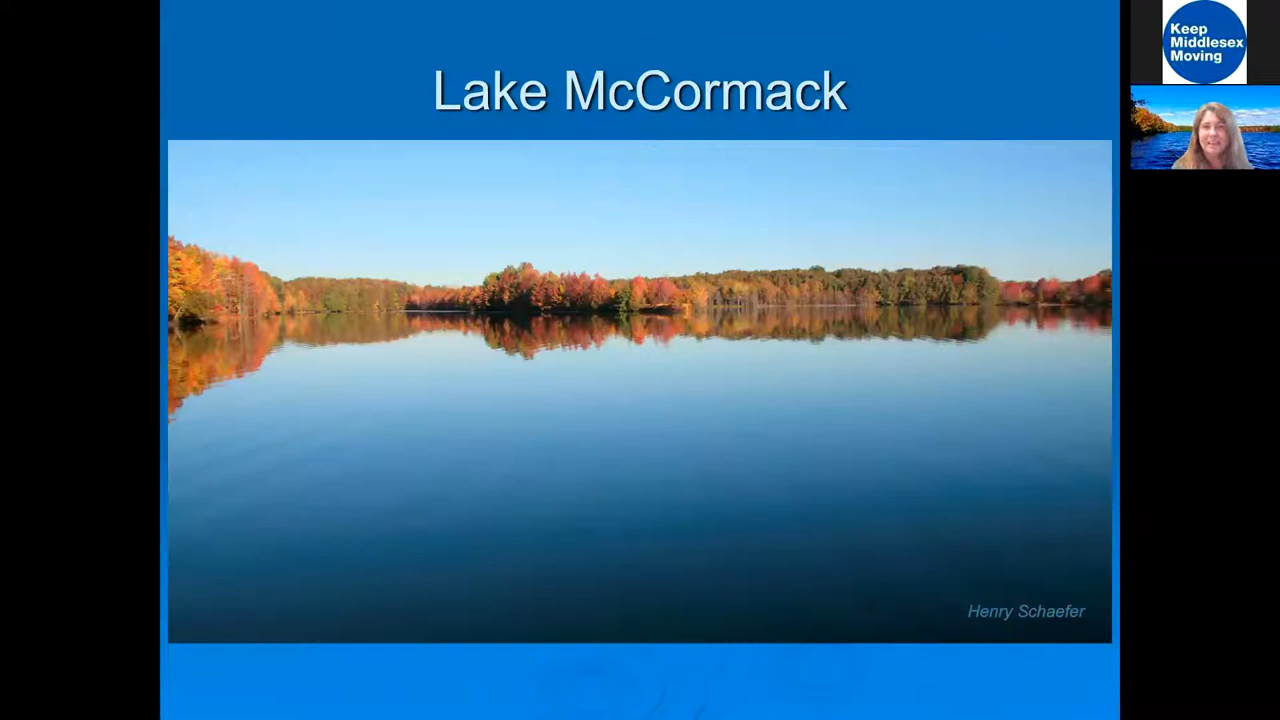 Lake McCormack
Keep
Middlesex
Moving
Henry Schaefer